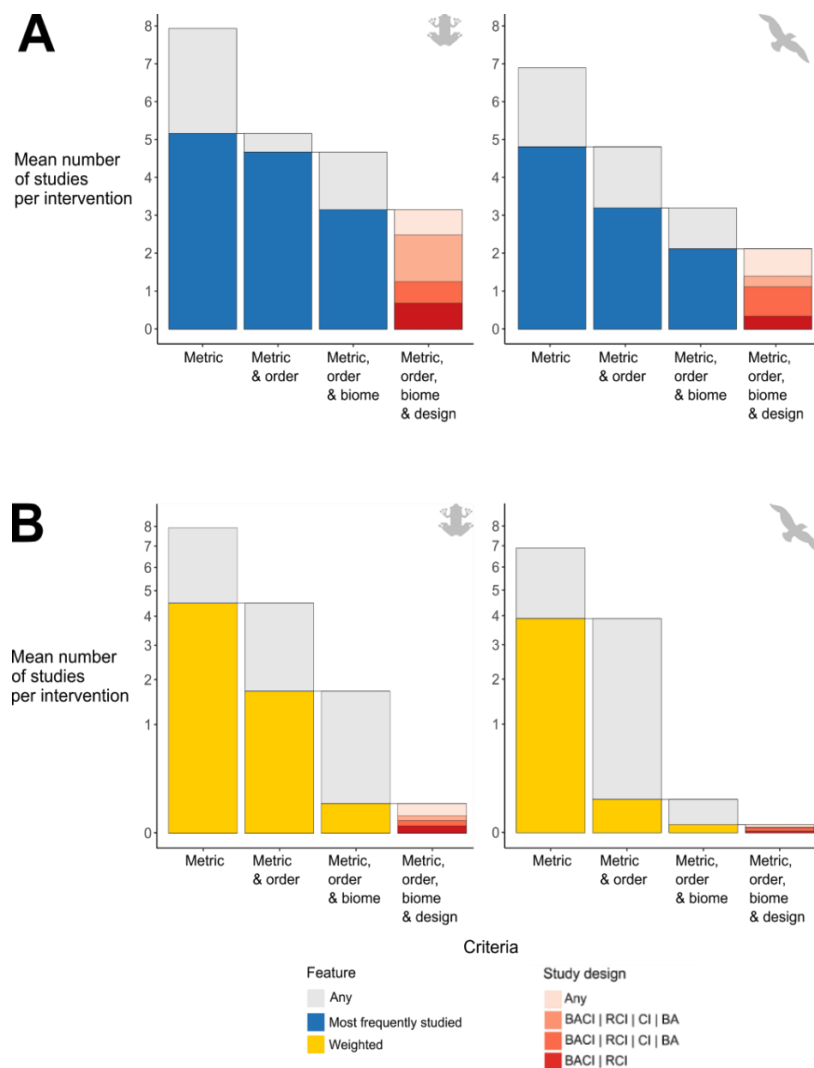 A
8
7
6
5
4
3
2
1
0
Mean number
of studies
per intervention
Metric
Metric
& order
Metric,
order
& biome
Metric,
order,
biome
& design
8
7
6
5
4
3
2
1
0
Metric
Metric
& order
Metric,
order
& biome
Metric,
order,
biome
& design
B
8
7
6
5
4
3
2
1
0
Mean number
of studies
per intervention
Metric
Metric
& order
Metric,
order
& biome
Metric,
order,
biome
& design
8
7
6
5
4
3
2
1
0
Metric
Metric
& order
Metric,
order
& biome
Metric,
order,
biome
& design
Criteria
Feature
Any
Most frequently studied
Weighted
Study design
Any
BACI | RCI | CI | BA
BACI | RCI | CI | BA
BACI | RCI